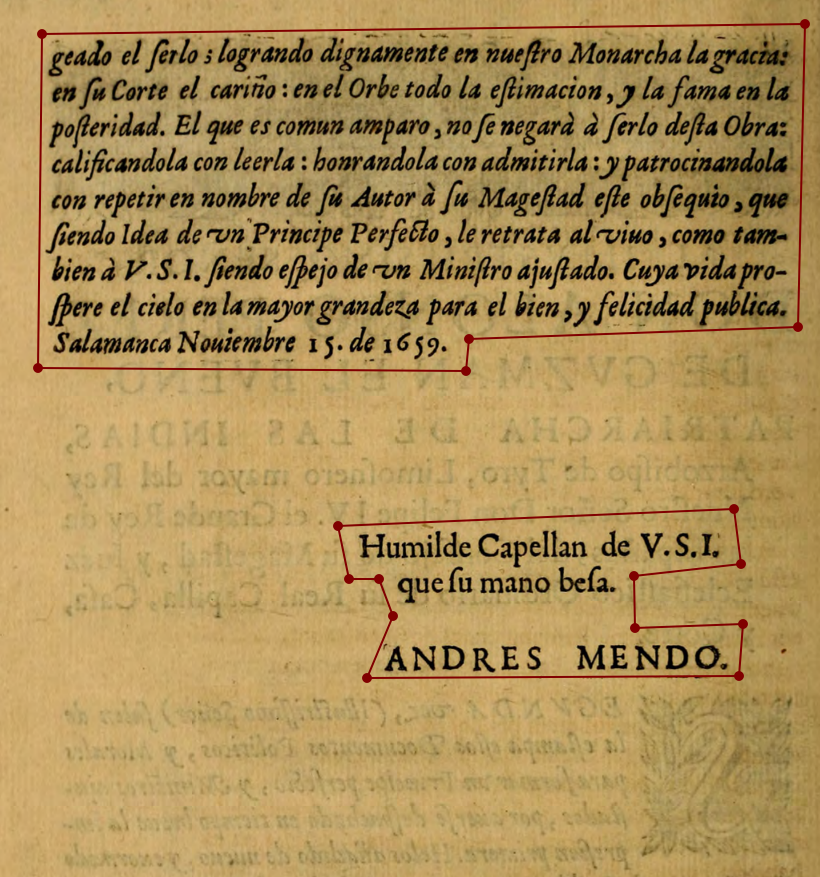 geado el ſerlo : logrando dignamente en nueſtro Monarcha la gracia:
en ſu Corte el cariño : en el Orbe todo la eſtimacion, y la fama en la
poſteridad. El que es comun amparo, no ſe negarà à ſerlo deſta Obra:
calificandola con leerla : honrandola con admitirla : y patrocinandola
con repetir en nombre de ſu Autor à ſu Mageſtad eſte obſequio, que
ſiendo Idea de vn Principe Perfecto, le retrata al viuo, como tam-
bien à V. S. I. ſiendo eſpejo de vn Miniſtro ajuſtado. Cuya vida pro-
ſpere el cielo en la mayor grandeza para el bien, y felicidad publica.
Salamanca Nouiembre 15. de 1659.
Humilde Capellan de V. S. I.
que ſu mano beſa.
ANDRES MENDO.